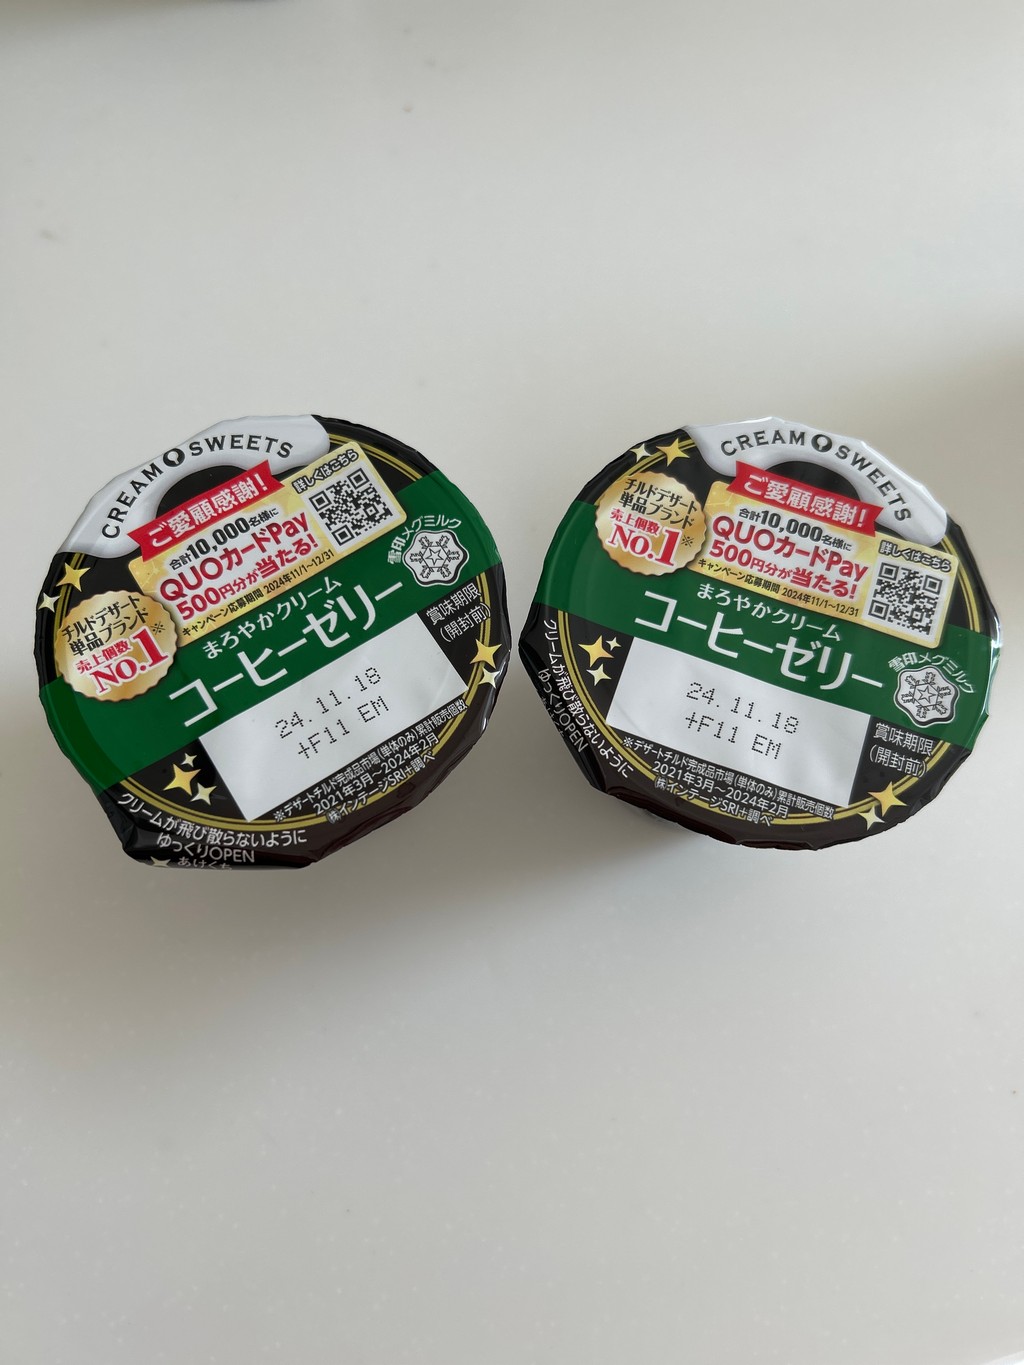 CREAM SWEETS
ご愛顧感謝!
合計10,000名様に
QUOカードPay
500円分が当たる!
キャンペーン応募期間 2024年11/1~12/31
詳しくはこちら
チルドデザート
単品ブランド
売上個数※
No.1
雪印メグミルク
まろやかクリーム
コーヒーゼリー
賞味期限
(開封前)
24.11.18
+F11 EM
※デザートチルド完成品市場(単体のみ)累計販売個数
2021年3月~2024年2月
㈱インテージSRI+調べ
クリームが飛び散らないように
ゆっくりOPEN
あけくち
CREAM SWEETS
ご愛顧感謝!
合計10,000名様に
QUOカードPay
500円分が当たる!
キャンペーン応募期間 2024年11/1~12/31
詳しくはこちら
チルドデザート
単品ブランド
売上個数※
No.1
まろやかクリーム
コーヒーゼリー
雪印メグミルク
賞味期限
(開封前)
24.11.18
+F11 EM
※デザートチルド完成品市場(単体のみ)累計販売個数
2021年3月~2024年2月
㈱インテージSRI+調べ
クリームが飛び散らないように
ゆっくりOPEN